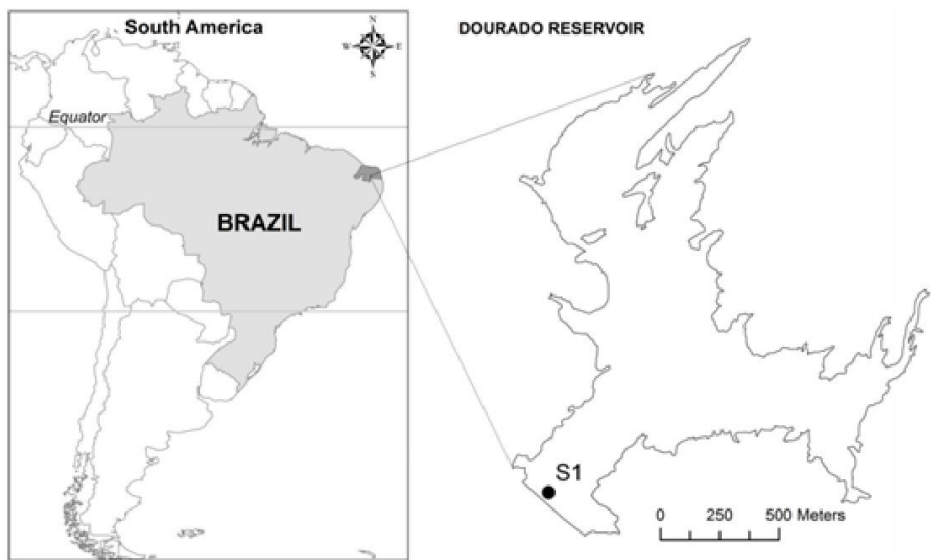 South America
N
W E
S
Equator
BRAZIL
DOURADO RESERVOIR
S1
0 250 500 Meters